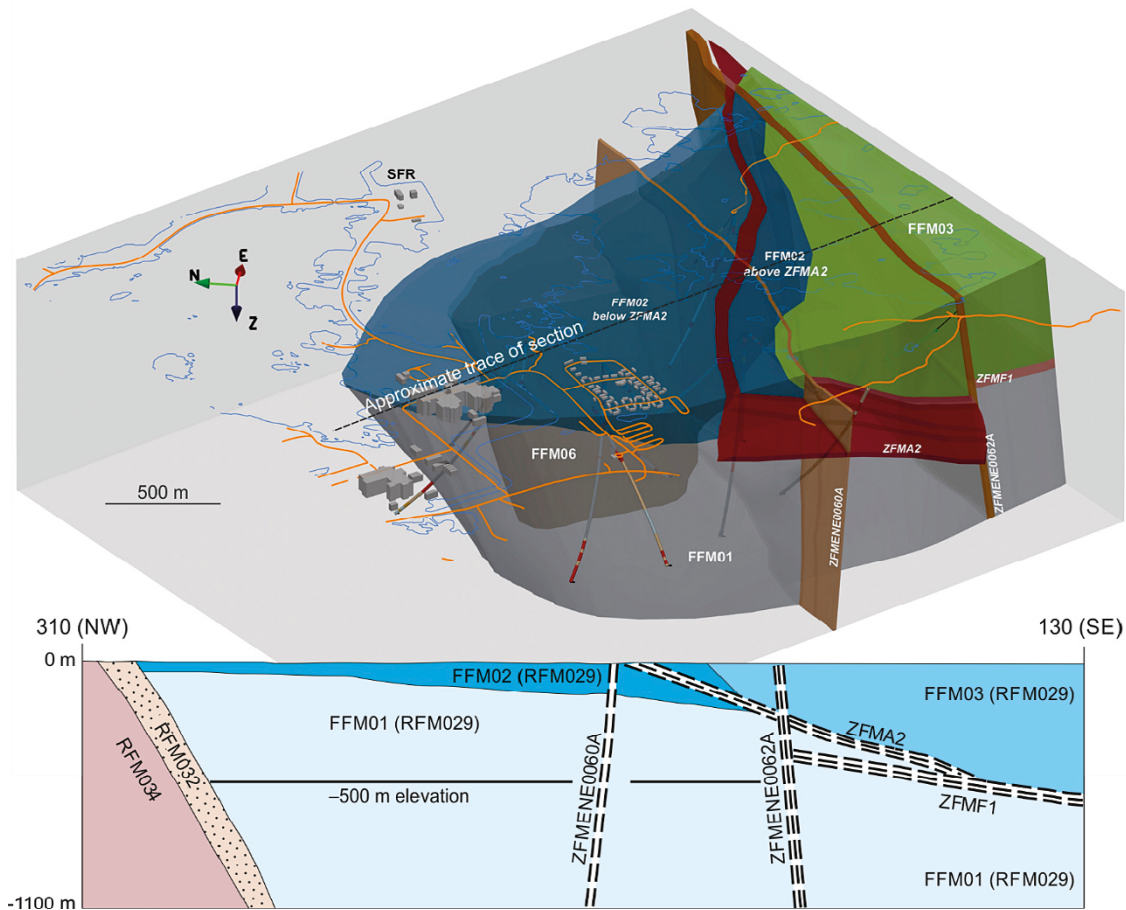 SFR
N
E
Z
FFM03
FFM02
above ZFMA2
FFM02
below ZFMA2
Approximate trace of section
ZFMF1
ZFMA2
FFM06
500 m
FFM01
ZFMENE0060A
ZFMENE0062A
310 (NW)
130 (SE)
0 m
FFM02 (RFM029)
FFM03 (RFM029)
FFM01 (RFM029)
ZFMA2
RFM032
RFM034
ZFMENE0060A
ZFMENE0062A
–500 m elevation
ZFMF1
FFM01 (RFM029)
-1100 m